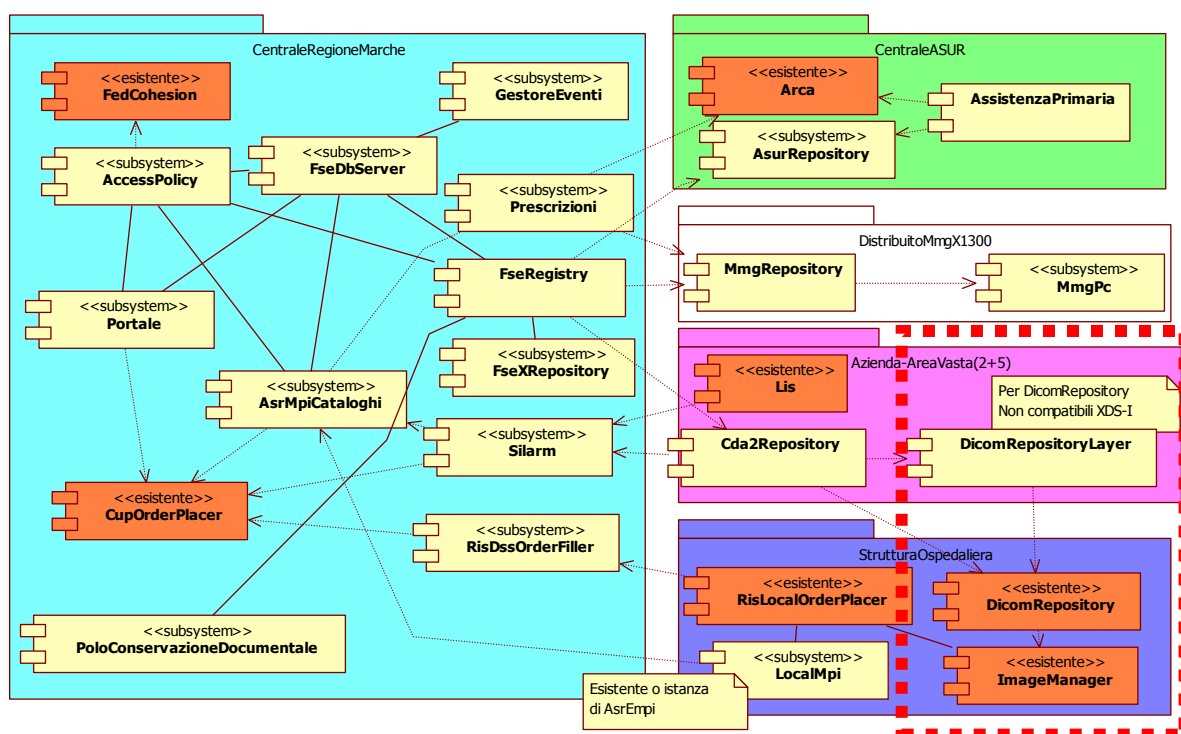 CentraleRegioneMarche
<<esistente>>
FedCohesion
<<subsystem>>
GestoreEventi
<<subsystem>>
AccessPolicy
<<subsystem>>
FseDbServer
<<subsystem>>
Prescrizioni
FseRegistry
<<subsystem>>
Portale
<<subsystem>>
FseXRepository
<<subsystem>>
AsrMpiCataloghi
<<subsystem>>
Silarm
<<esistente>>
CupOrderPlacer
<<subsystem>>
RisDssOrderFiller
<<subsystem>>
PoloConservazioneDocumentale
CentraleASUR
<<esistente>>
Arca
AssistenzaPrimaria
<<subsystem>>
AsurRepository
DistribuitoMmgX1300
MmgRepository
<<subsystem>>
MmgPc
Azienda-AreaVasta(2+5)
<<esistente>>
Lis
Per DicomRepository
Non compatibili XDS-I
Cda2Repository
DicomRepositoryLayer
StrutturaOspedaliera
<<esistente>>
RisLocalOrderPlacer
<<esistente>>
DicomRepository
<<subsystem>>
LocalMpi
<<esistente>>
ImageManager
Esistente o istanza
di AsrEmpi